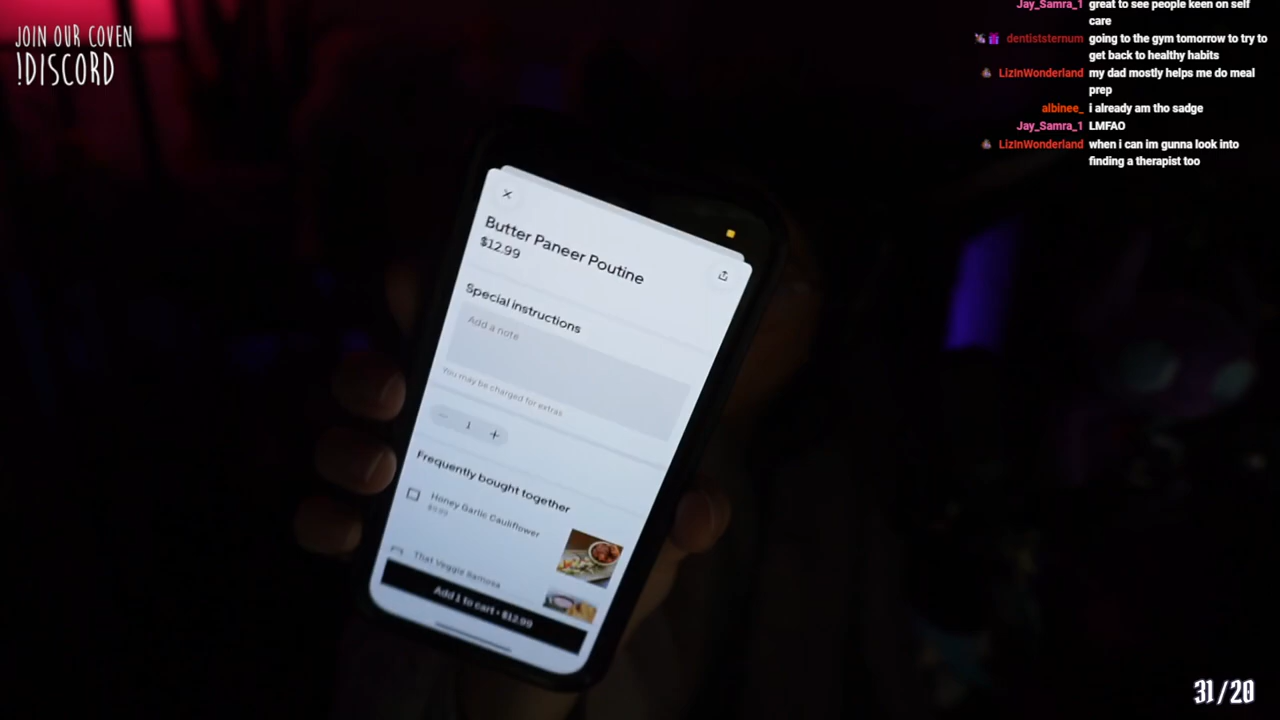 JOIN OUR COVEN
!DISCORD
Jay_Samra_1 great to see people keen on self
care
dentiststernum going to the gym tomorrow to try to
get back to healthy habits
LizInWonderland my dad mostly helps me do meal
prep
albinee_ i already am tho sadge
Jay_Samra_1 LMFAO
LizInWonderland when i can im gunna look into
finding a therapist too
Butter Paneer Poutine
$12.99
Special instructions
Add a note
You may be charged for extras
1
Frequently bought together
Honey Garlic Cauliflower
That Veggie Samosa
Add 1 to cart • $12.99
31/20